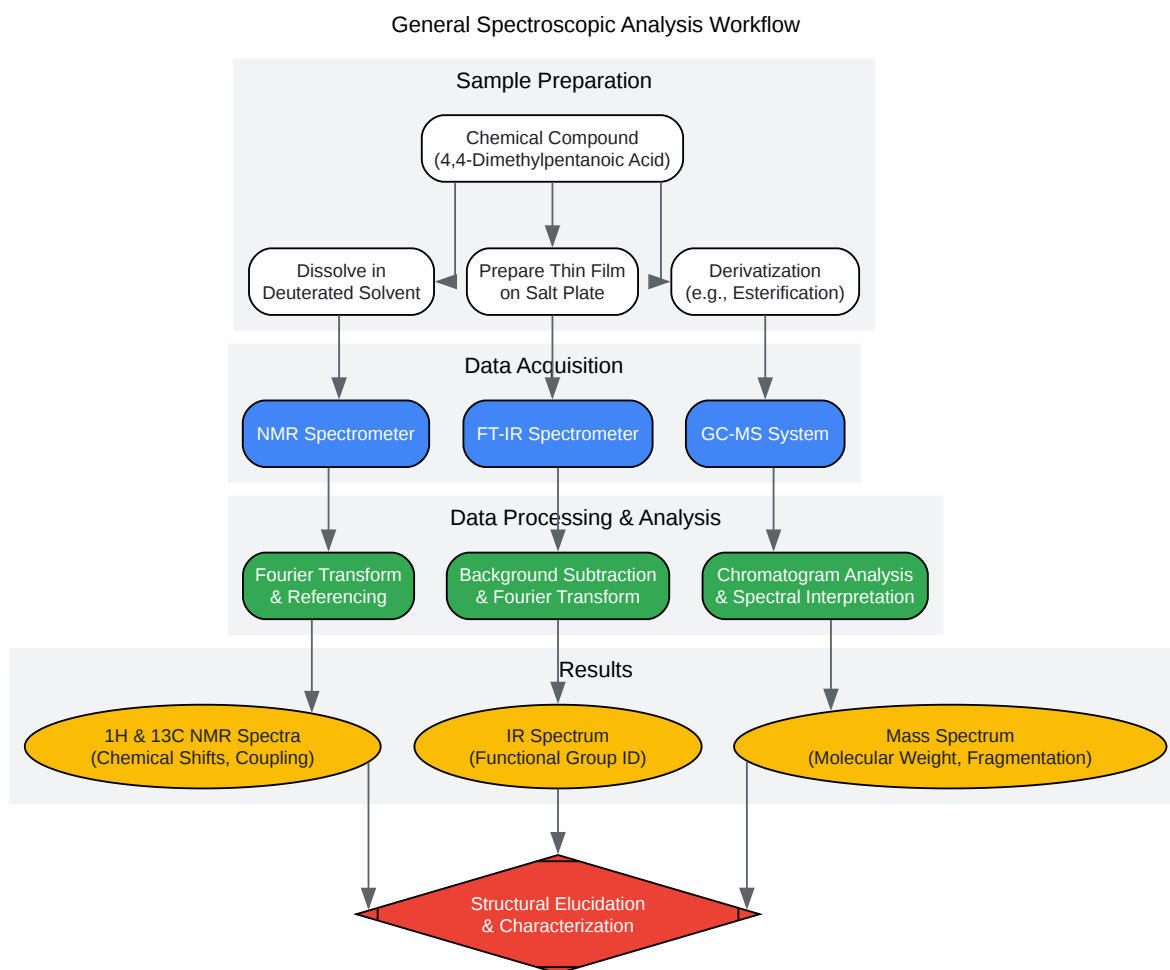 General Spectroscopic Analysis Workflow
Sample Preparation
Chemical Compound
(4,4-Dimethylpentanoic Acid)
Dissolve in
Deuterated Solvent
Prepare Thin Film
on Salt Plate
Derivatization
(e.g., Esterification)
Data Acquisition
NMR Spectrometer
FT-IR Spectrometer
GC-MS System
Data Processing & Analysis
Fourier Transform
& Referencing
Background Subtraction
& Fourier Transform
Chromatogram Analysis
& Spectral Interpretation
Results
1H & 13C NMR Spectra
(Chemical Shifts, Coupling)
IR Spectrum
(Functional Group ID)
Mass Spectrum
(Molecular Weight, Fragmentation)
Structural Elucidation
& Characterization